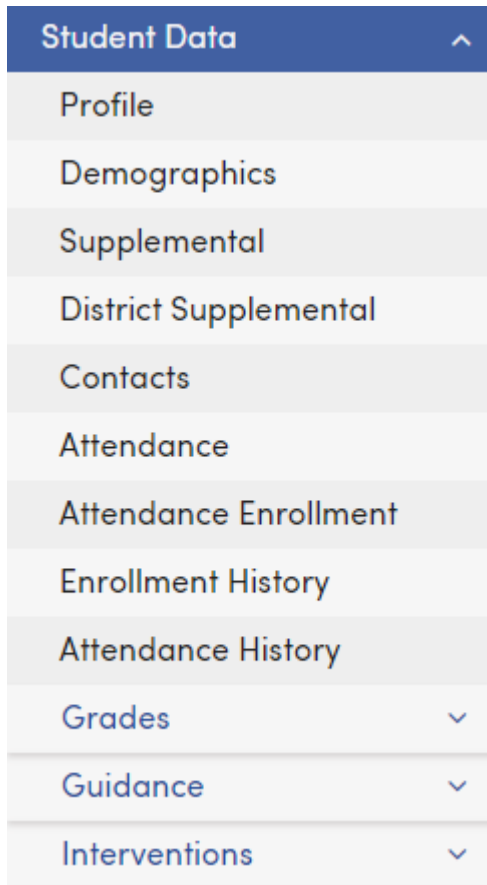 Student Data
Profile
Demographics
Supplemental
District Supplemental
Contacts
Attendance
Attendance Enrollment
Enrollment History
Attendance History
Grades
Guidance
Interventions